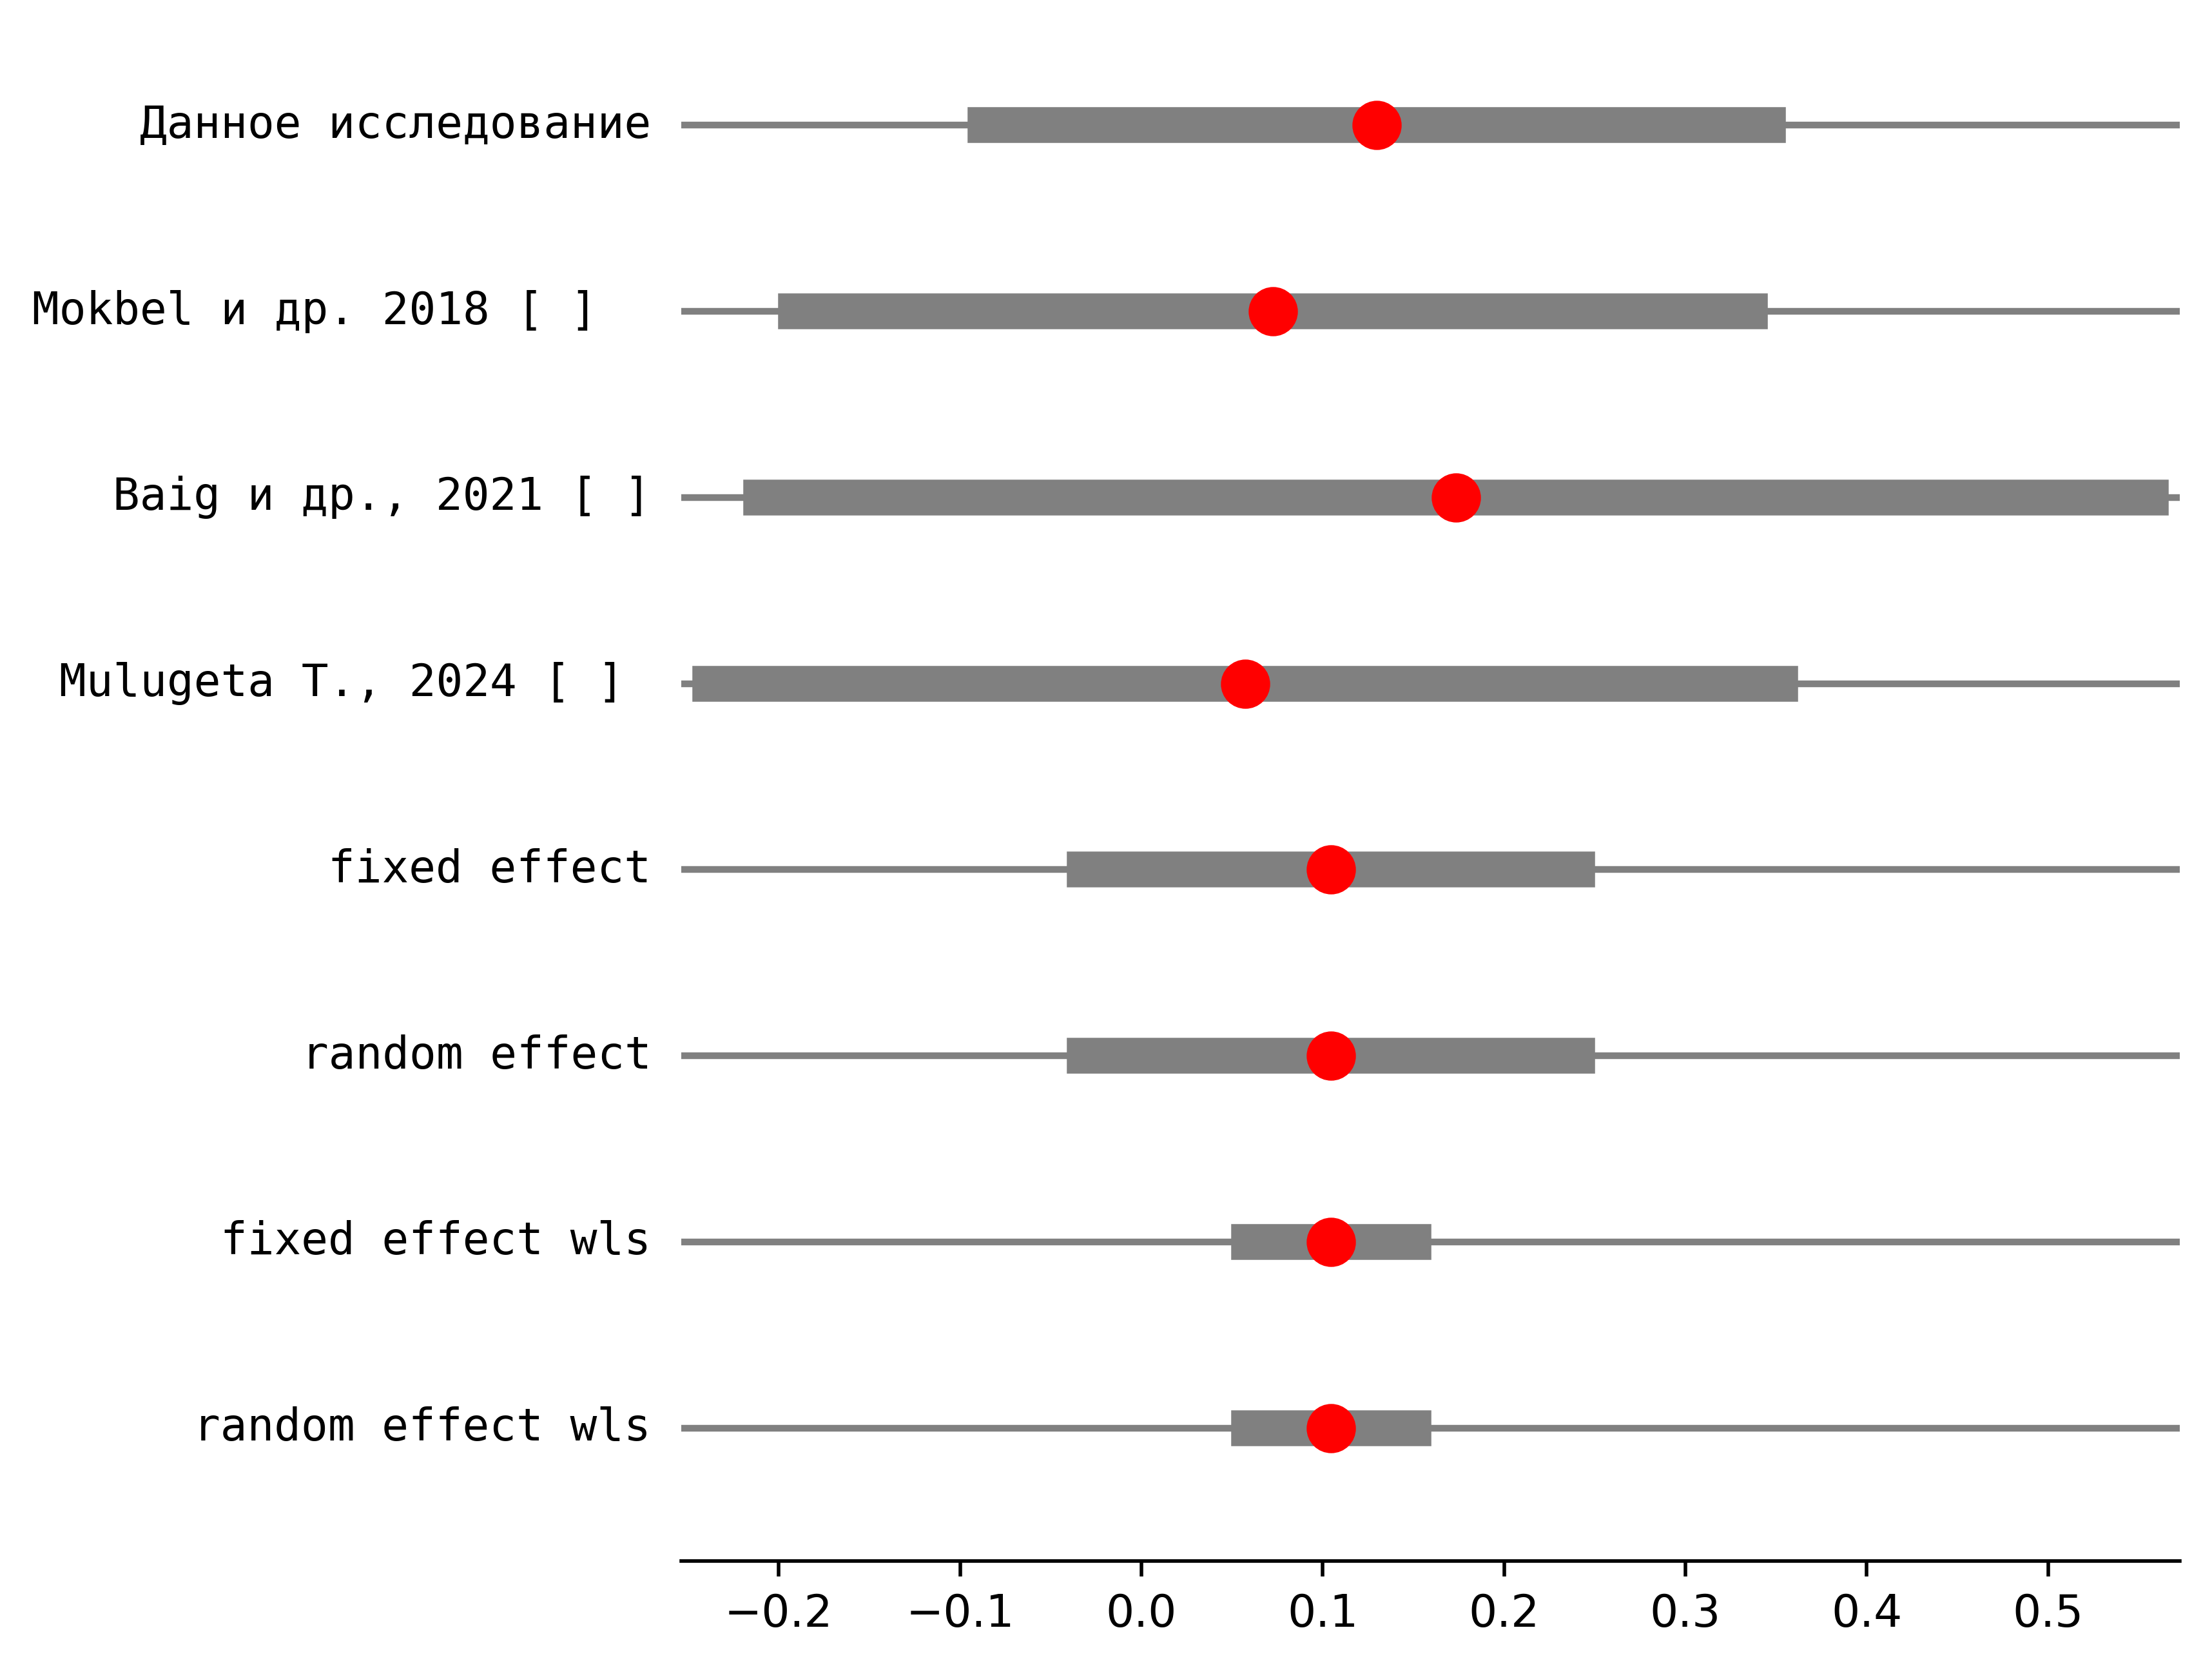 Данное исследование
Mokbel и др. 2018 [ ]
Baig и др., 2021 [ ]
Mulugeta T., 2024 [ ]
fixed effect
random effect
fixed effect wls
random effect wls
−0.2 −0.1 0.0 0.1 0.2 0.3 0.4 0.5